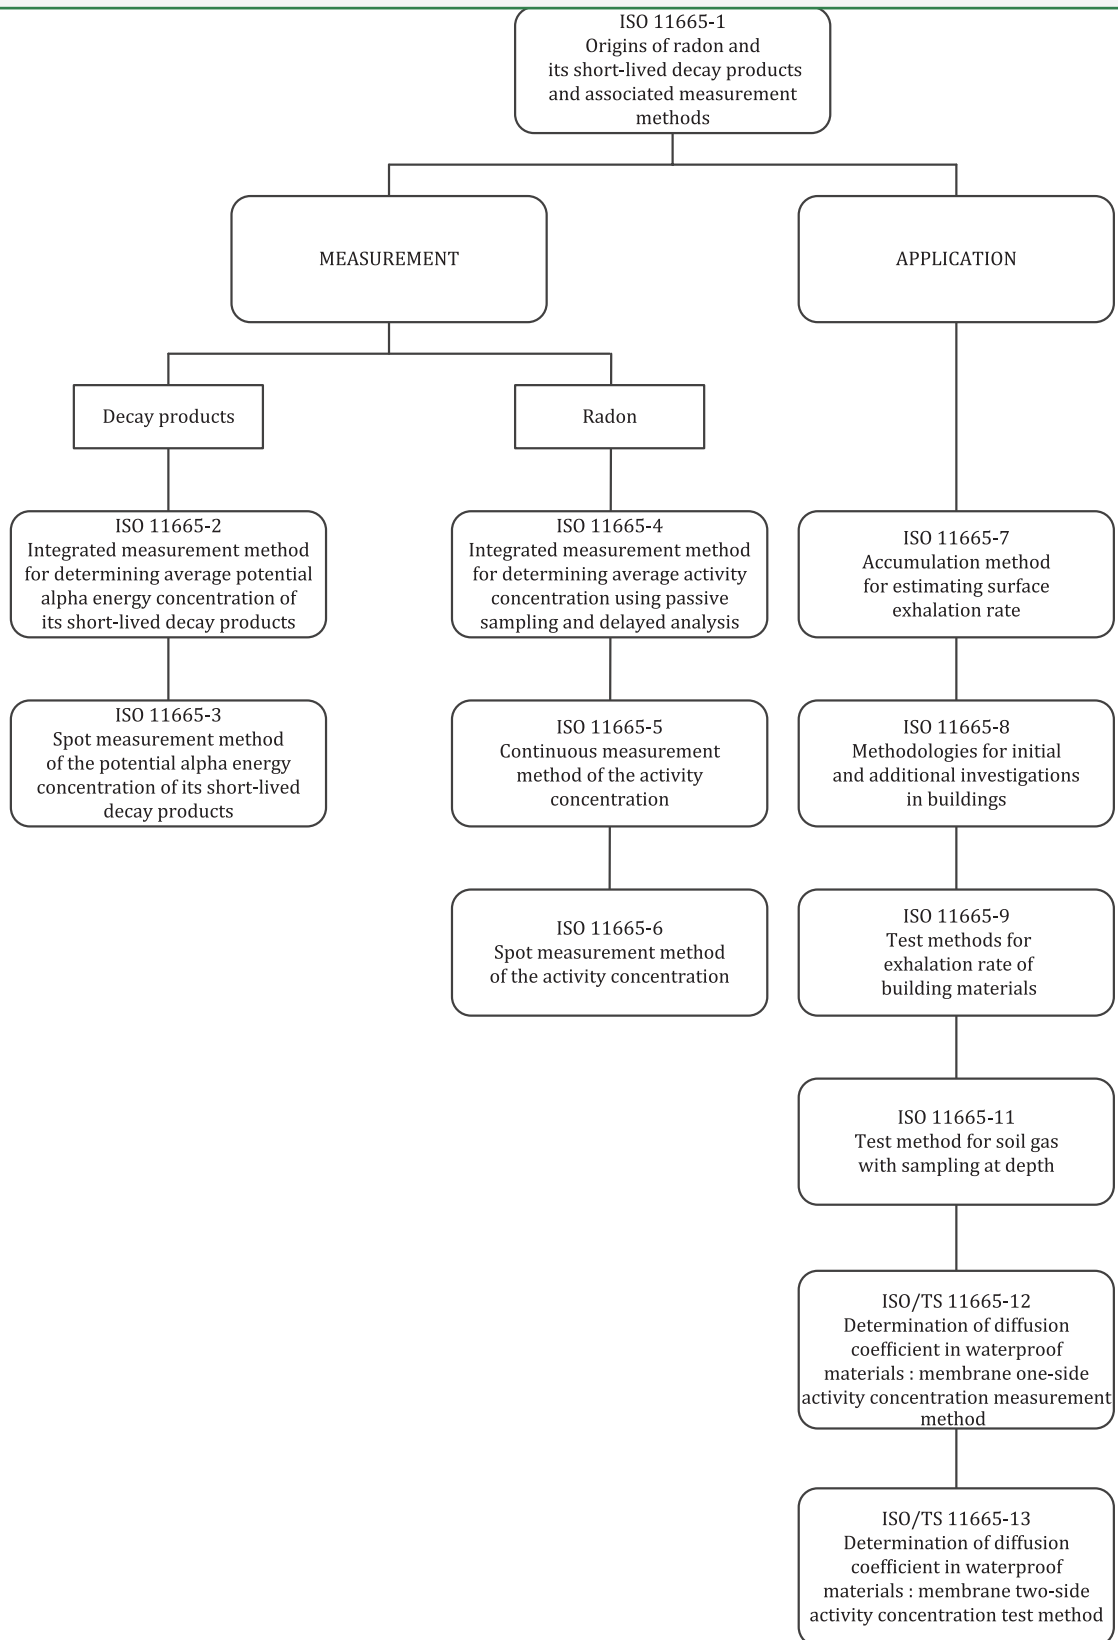 ISO 11665-1
Origins of radon and
its short-lived decay products
and associated measurement
methods
MEASUREMENT
APPLICATION
Decay products
Radon
ISO 11665-2
Integrated measurement method
for determining average potential
alpha energy concentration of
its short-lived decay products
ISO 11665-4
Integrated measurement method
for determining average activity
concentration using passive
sampling and delayed analysis
ISO 11665-7
Accumulation method
for estimating surface
exhalation rate
ISO 11665-3
Spot measurement method
of the potential alpha energy
concentration of its short-lived
decay products
ISO 11665-5
Continuous measurement
method of the activity
concentration
ISO 11665-8
Methodologies for initial
and additional investigations
in buildings
ISO 11665-6
Spot measurement method
of the activity concentration
ISO 11665-9
Test methods for
exhalation rate of
building materials
ISO 11665-11
Test method for soil gas
with sampling at depth
ISO/TS 11665-12
Determination of diffusion
coefficient in waterproof
materials : membrane one-side
activity concentration measurement
method
ISO/TS 11665-13
Determination of diffusion
coefficient in waterproof
materials : membrane two-side
activity concentration test method